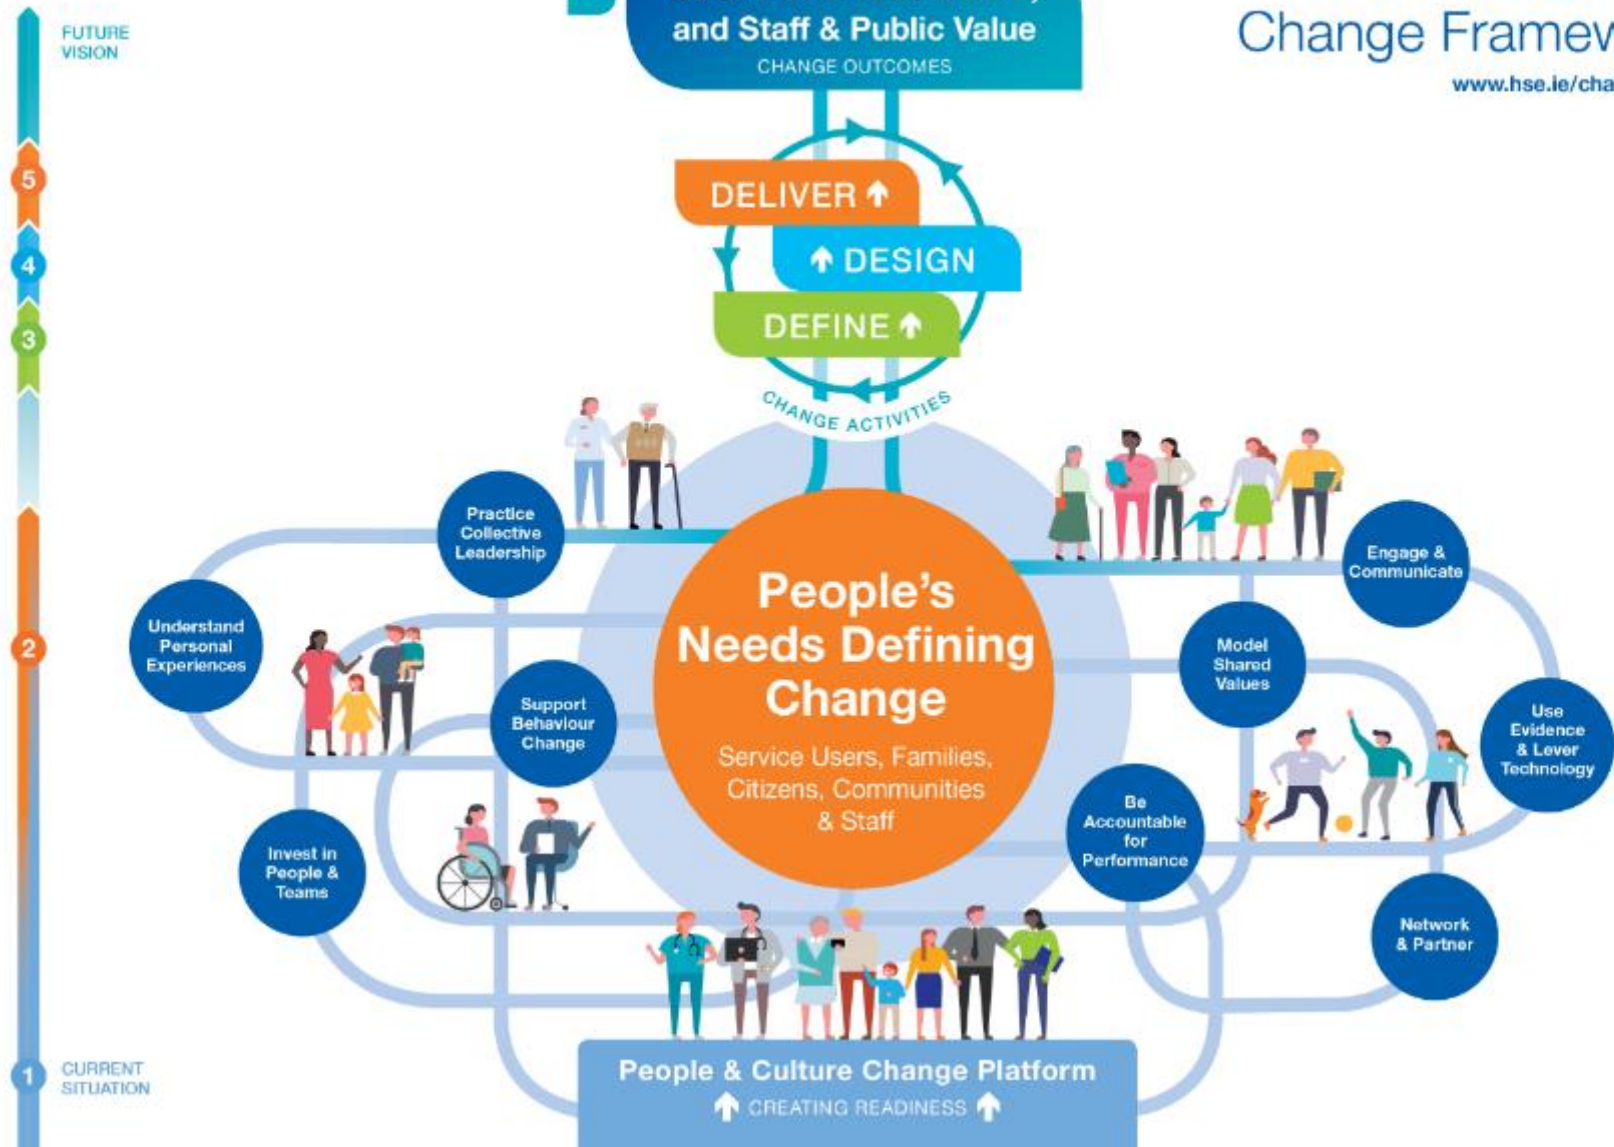 FUTURE
VISION
and Staff & Public Value
CHANGE OUTCOMES
Change
www.hse.ie/cha
5
4
3
2
1
DELIVER
DESIGN
DEFINE
CHANGE ACTIVITIES
Practice
Collective
Leadership
Engage &
Communicate
Understand
Personal
Experiences
People's
Needs Defining
Change
Service Users, Families,
Citizens, Communities
& Staff
Model
Shared
Values
Support
Behaviour
Change
Use
Evidence
& Lever
Technology
Be
Accountable
for
Performance
Invest in
People &
Teams
Network
& Partner
People & Culture Change Platform
CREATING READINESS
CURRENT
SITUATION